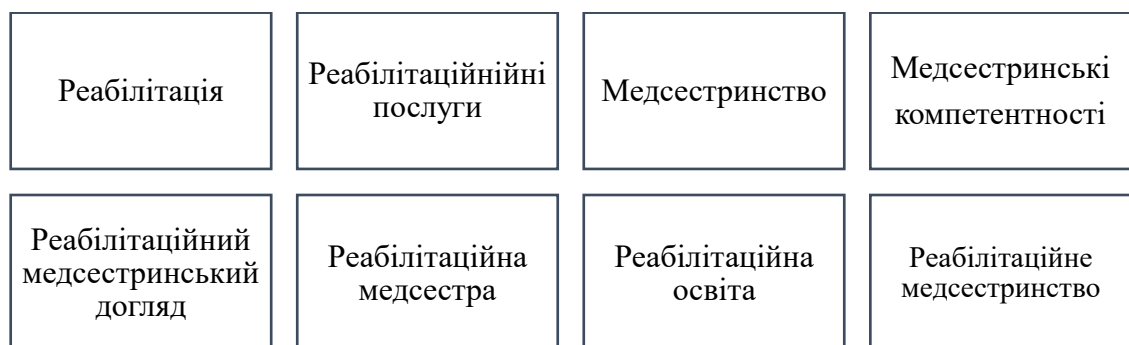 Реабілітація
Реабілітаційнійні
послуги
Медсестринство
Медсестринські
компетентності
Реабілітаційний
медсестринський
догляд
Реабілітаційна
медсестра
Реабілітаційна
освіта
Реабілітаційне
медсестринство